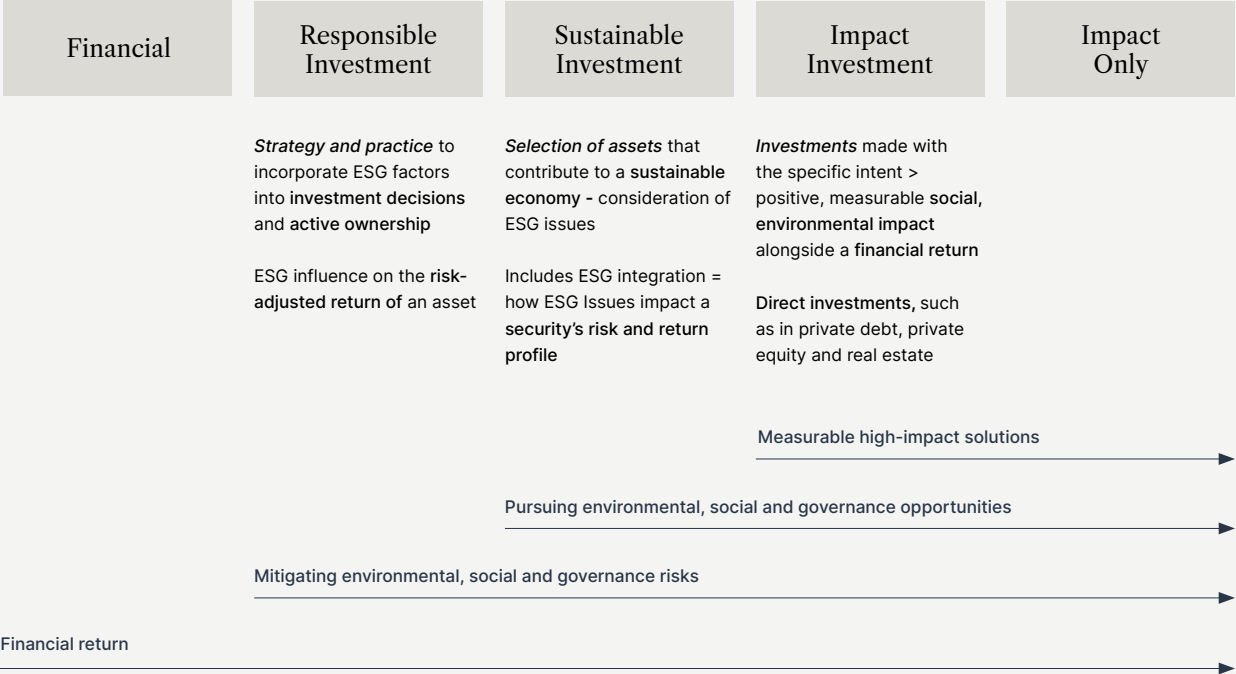 Financial
Responsible
Investment
Sustainable
Investment
Impact
Investment
Impact
Only
Strategy and practice to
incorporate ESG factors
into investment decisions
and active ownership
ESG influence on the risk-
adjusted return of an asset
Selection of assets that
contribute to a sustainable
economy - consideration of
ESG issues
Includes ESG integration =
how ESG Issues impact a
security’s risk and return
profile
Investments made with
the specific intent >
positive, measurable social,
environmental impact
alongside a financial return
Direct investments, such
as in private debt, private
equity and real estate
Measurable high-impact solutions
Pursuing environmental, social and governance opportunities
Mitigating environmental, social and governance risks
Financial return